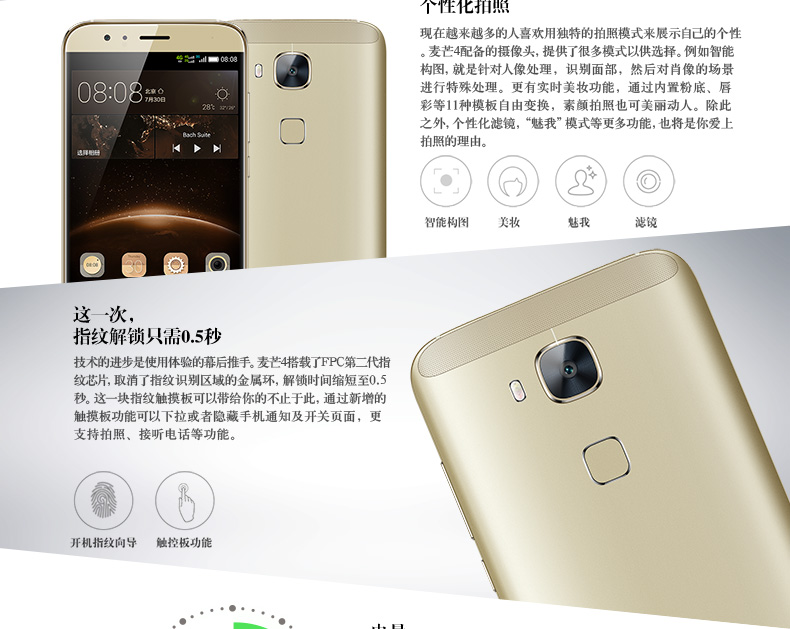 个性化拍照
现在越来越多的人喜欢用独特的拍照模式来展示自己的个性
。麦芒4配备的摄像头，提供了很多模式以供选择。例如智能
构图，就是针对人像处理，识别面部，然后对肖像的场景
进行特殊处理。更有实时美妆功能，通过内置粉底、唇
彩等11种模板自由变换，素颜拍照也可美丽动人。除此
之外，个性化滤镜，“魅我”模式等更多功能，也将是你爱上
拍照的理由。
智能构图 美妆 魅我 滤镜
4G 08:08
08:08 北京
7月30日
28℃
Bach Suite
选择相册
08:08
30
这一次，
指纹解锁只需0.5秒
技术的进步是使用体验的幕后推手。麦芒4搭载了FPC第二代指
纹芯片，取消了指纹识别区域的金属环，解锁时间缩短至0.5
秒。这一块指纹触摸板可以带给你的不止于此，通过新增的
触摸板功能可以下拉或者隐藏手机通知及开关页面，更
支持拍照、接听电话等功能。
开机指纹向导 触控板功能